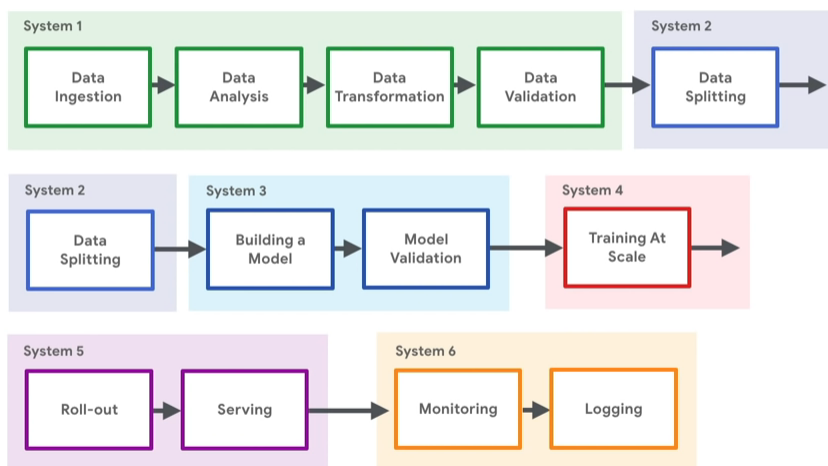 System 1
System 2
Data
Ingestion
Data
Analysis
Data
Transformation
Data
Validation
Data
Splitting
System 2
System 3
System 4
Data
Splitting
Building a
Model
Model
Validation
Training At
Scale
System 5
System 6
Roll-out
Serving
Monitoring
Logging